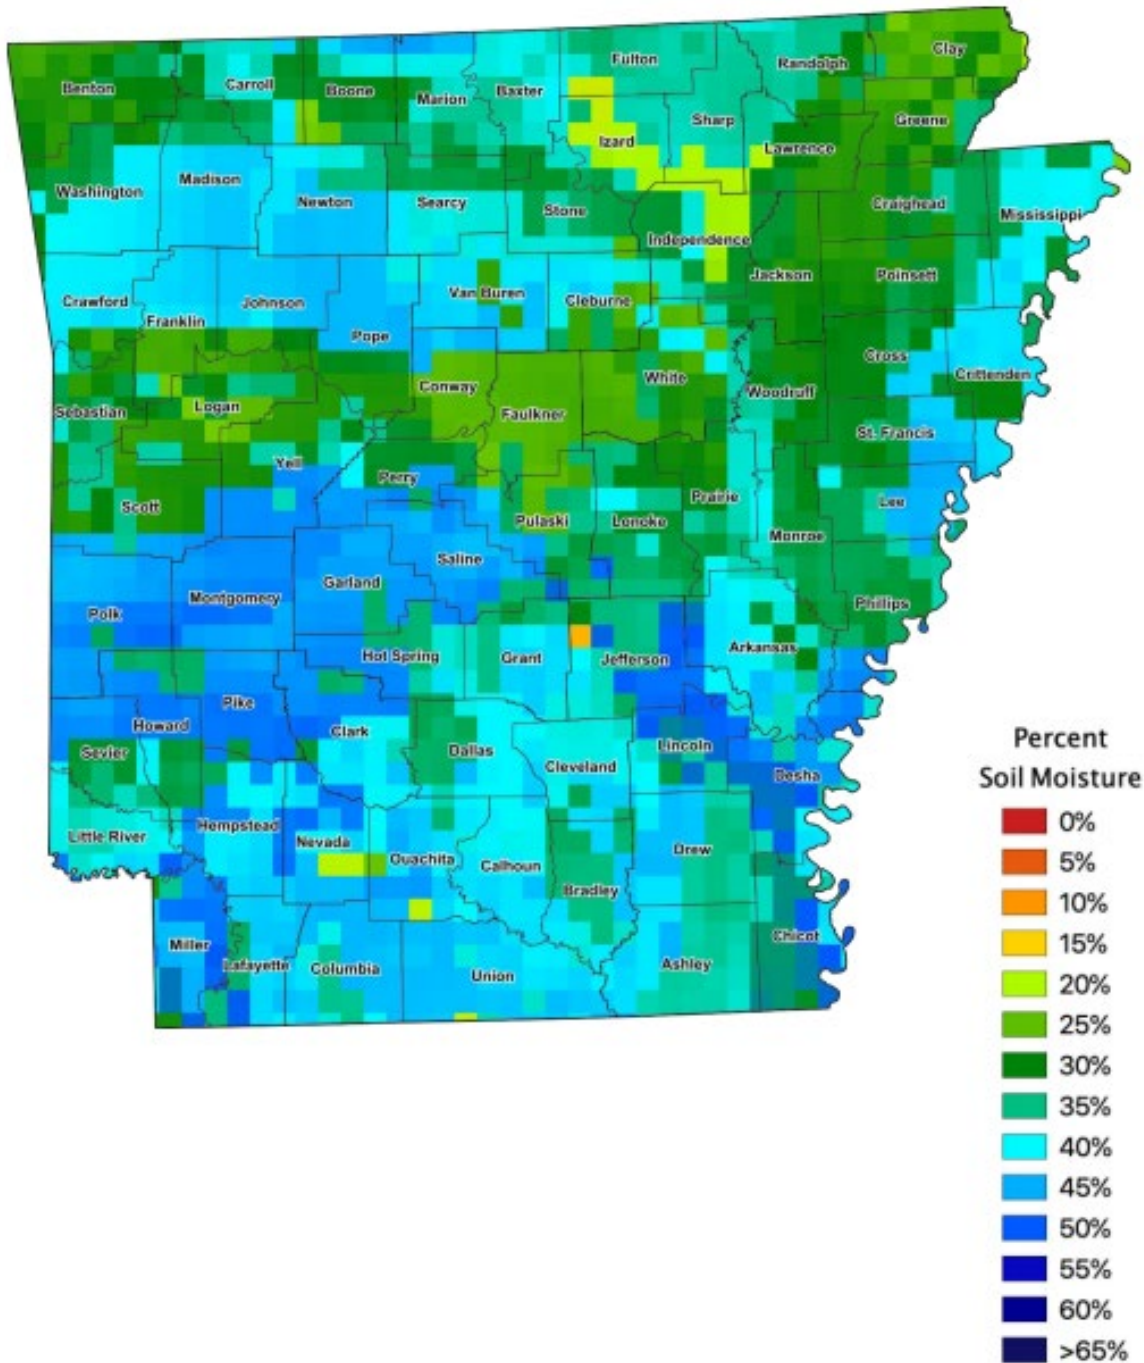 Benton
Carroll
Boone
Marion
Baxter
Fulton
Randolph
Clay
Izard
Sharp
Lawrence
Greene
Washington
Madison
Newton
Searcy
Stone
Independence
Craighead
Mississippi
Crawford
Franklin
Johnson
Pope
Van Buren
Cleburne
Jackson
Poinsett
Sebastian
Logan
Conway
Faulkner
White
Woodruff
Cross
Crittenden
St. Francis
Scott
Yell
Perry
Pulaski
Lonoke
Prairie
Monroe
Lee
Polk
Montgomery
Garland
Saline
Phillips
Hot Spring
Grant
Jefferson
Arkansas
Howard
Pike
Clark
Dallas
Cleveland
Lincoln
Desha
Sevier
Little River
Hempstead
Nevada
Ouachita
Calhoun
Bradley
Drew
Miller
Lafayette
Columbia
Union
Ashley
Chicot
Percent
Soil Moisture
0%
5%
10%
15%
20%
25%
30%
35%
40%
45%
50%
55%
60%
>65%